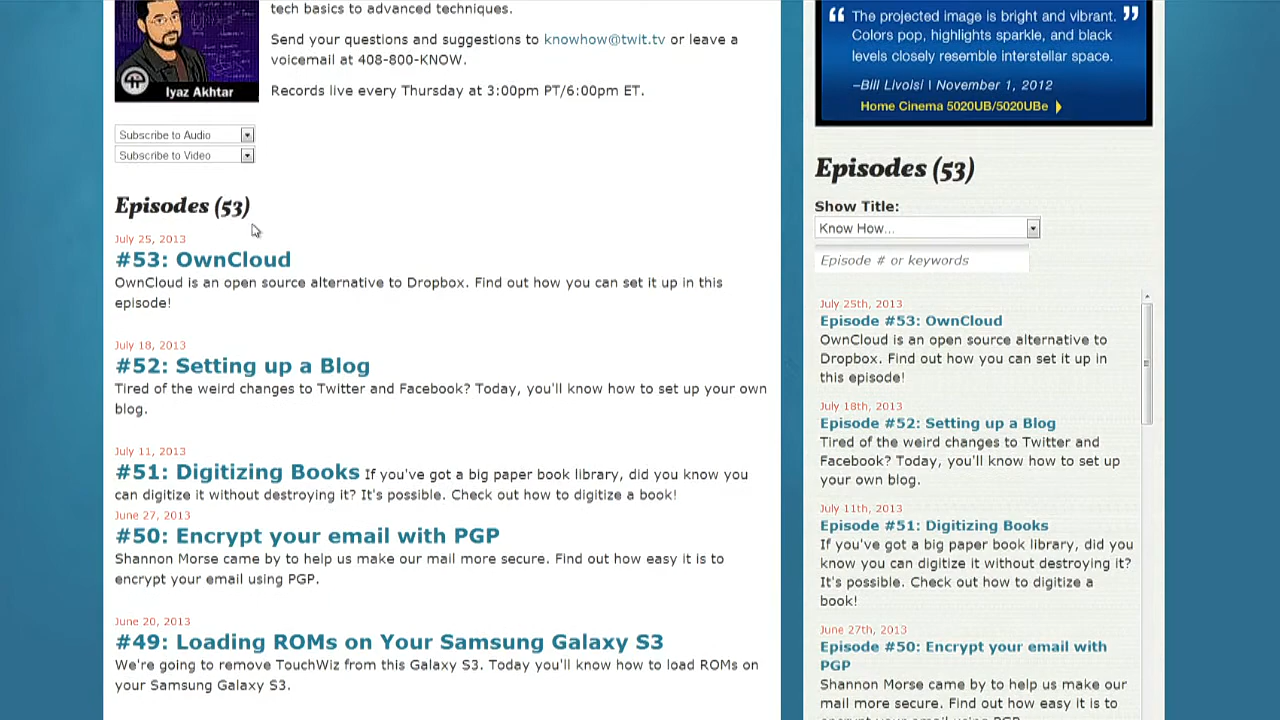 tech basics to advanced techniques.
Send your questions and suggestions to knowhow@twit.tv or leave a
voicemail at 408-800-KNOW.
Records live every Thursday at 3:00pm PT/6:00pm ET.
Iyaz Akhtar
Subscribe to Audio
Subscribe to Video
Episodes (53)
July 25, 2013
#53: OwnCloud
OwnCloud is an open source alternative to Dropbox. Find out how you can set it up in this
episode!
July 18, 2013
#52: Setting up a Blog
Tired of the weird changes to Twitter and Facebook? Today, you'll know how to set up your own
blog.
July 11, 2013
#51: Digitizing Books If you've got a big paper book library, did you know you
can digitize it without destroying it? It's possible. Check out how to digitize a book!
June 27, 2013
#50: Encrypt your email with PGP
Shannon Morse came by to help us make our mail more secure. Find out how easy it is to
encrypt your email using PGP.
June 20, 2013
#49: Loading ROMs on Your Samsung Galaxy S3
We're going to remove TouchWiz from this Galaxy S3. Today you'll know how to load ROMs on
your Samsung Galaxy S3.
“ The projected image is bright and vibrant. ”
Colors pop, highlights sparkle, and black
levels closely resemble interstellar space.
–Bill Livolsi | November 1, 2012
Home Cinema 5020UB/5020UBe
Episodes (53)
Show Title:
Know How...
Episode # or keywords
July 25th, 2013
Episode #53: OwnCloud
OwnCloud is an open source alternative to
Dropbox. Find out how you can set it up in
this episode!
July 18th, 2013
Episode #52: Setting up a Blog
Tired of the weird changes to Twitter and
Facebook? Today, you'll know how to set up
your own blog.
July 11th, 2013
Episode #51: Digitizing Books
If you've got a big paper book library, did you
know you can digitize it without destroying it?
It's possible. Check out how to digitize a
book!
June 27th, 2013
Episode #50: Encrypt your email with
PGP
Shannon Morse came by to help us make our
mail more secure. Find out how easy it is to
encrypt your email using PGP.